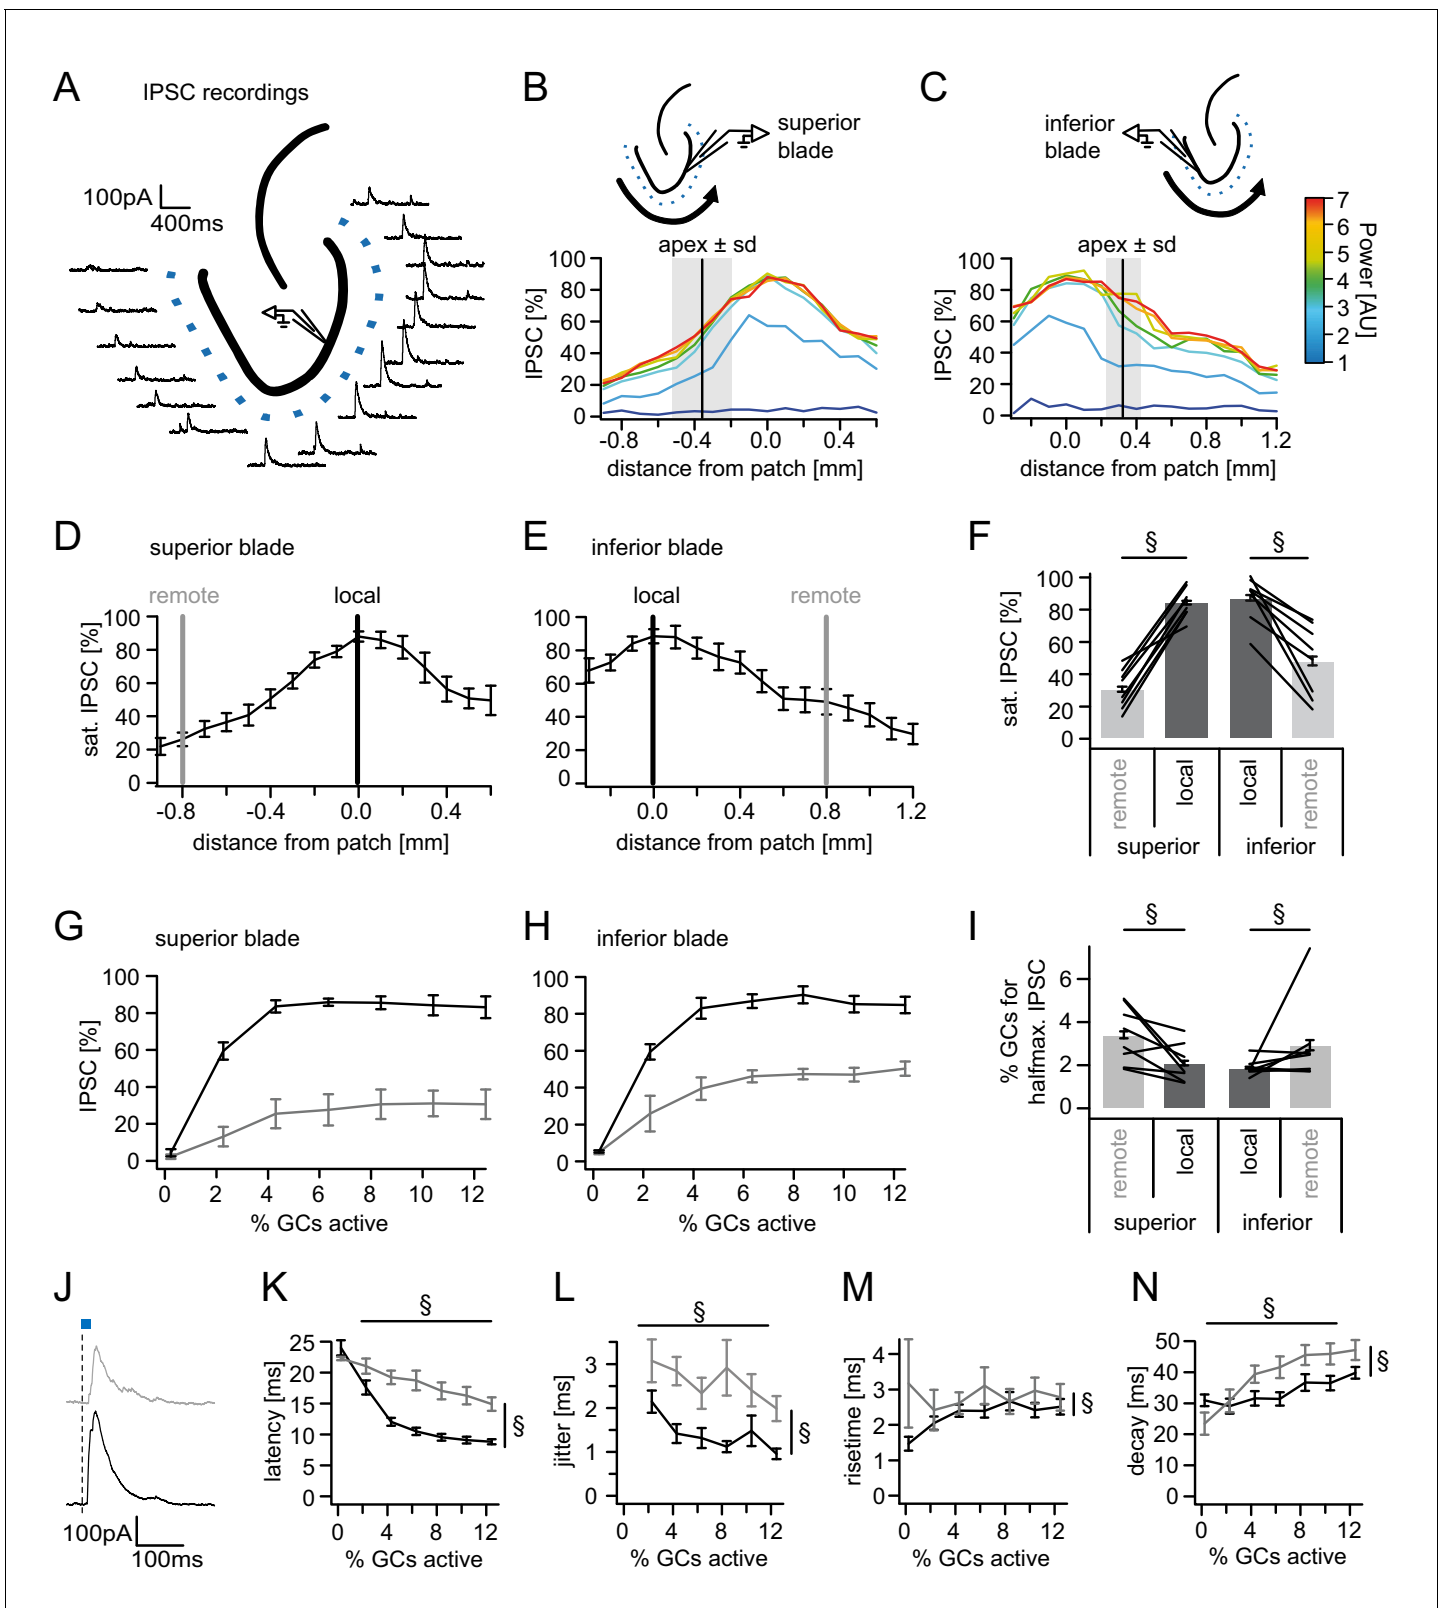 A
IPSC recordings
100pA
400ms
B
superior
blade
apex ± sd
IPSC [%]
100
80
60
40
20
0
-0.8
-0.4
0.0
0.4
distance from patch [mm]
C
inferior
blade
apex ± sd
IPSC [%]
100
80
60
40
20
0
0.0
0.4
0.8
1.2
distance from patch [mm]
7
6
5
4
3
2
1
Power [AU]
D
superior blade
remote
local
sat. IPSC [%]
100
80
60
40
20
0
-0.8
-0.4
0.0
0.4
distance from patch [mm]
E
inferior blade
local
remote
100
80
60
40
20
0
0.0
0.4
0.8
1.2
distance from patch [mm]
F
§
§
sat. IPSC [%]
100
80
60
40
20
0
remote
local
local
remote
superior
inferior
G
superior blade
IPSC [%]
100
80
60
40
20
0
0
2
4
6
8
10
12
% GCs active
H
inferior blade
100
80
60
40
20
0
0
2
4
6
8
10
12
% GCs active
I
§
§
% GCs for
halfmax. IPSC
6
4
2
0
remote
local
local
remote
superior
inferior
J
100pA
100ms
K
§
latency [ms]
25
20
15
10
5
0
§
0
4
8
12
% GCs active
L
§
jitter [ms]
3
2
1
0
§
0
4
8
12
% GCs active
M
risetime [ms]
4
3
2
1
0
§
0
4
8
12
% GCs active
N
§
decay [ms]
50
40
30
20
10
0
§
0
4
8
12
% GCs active